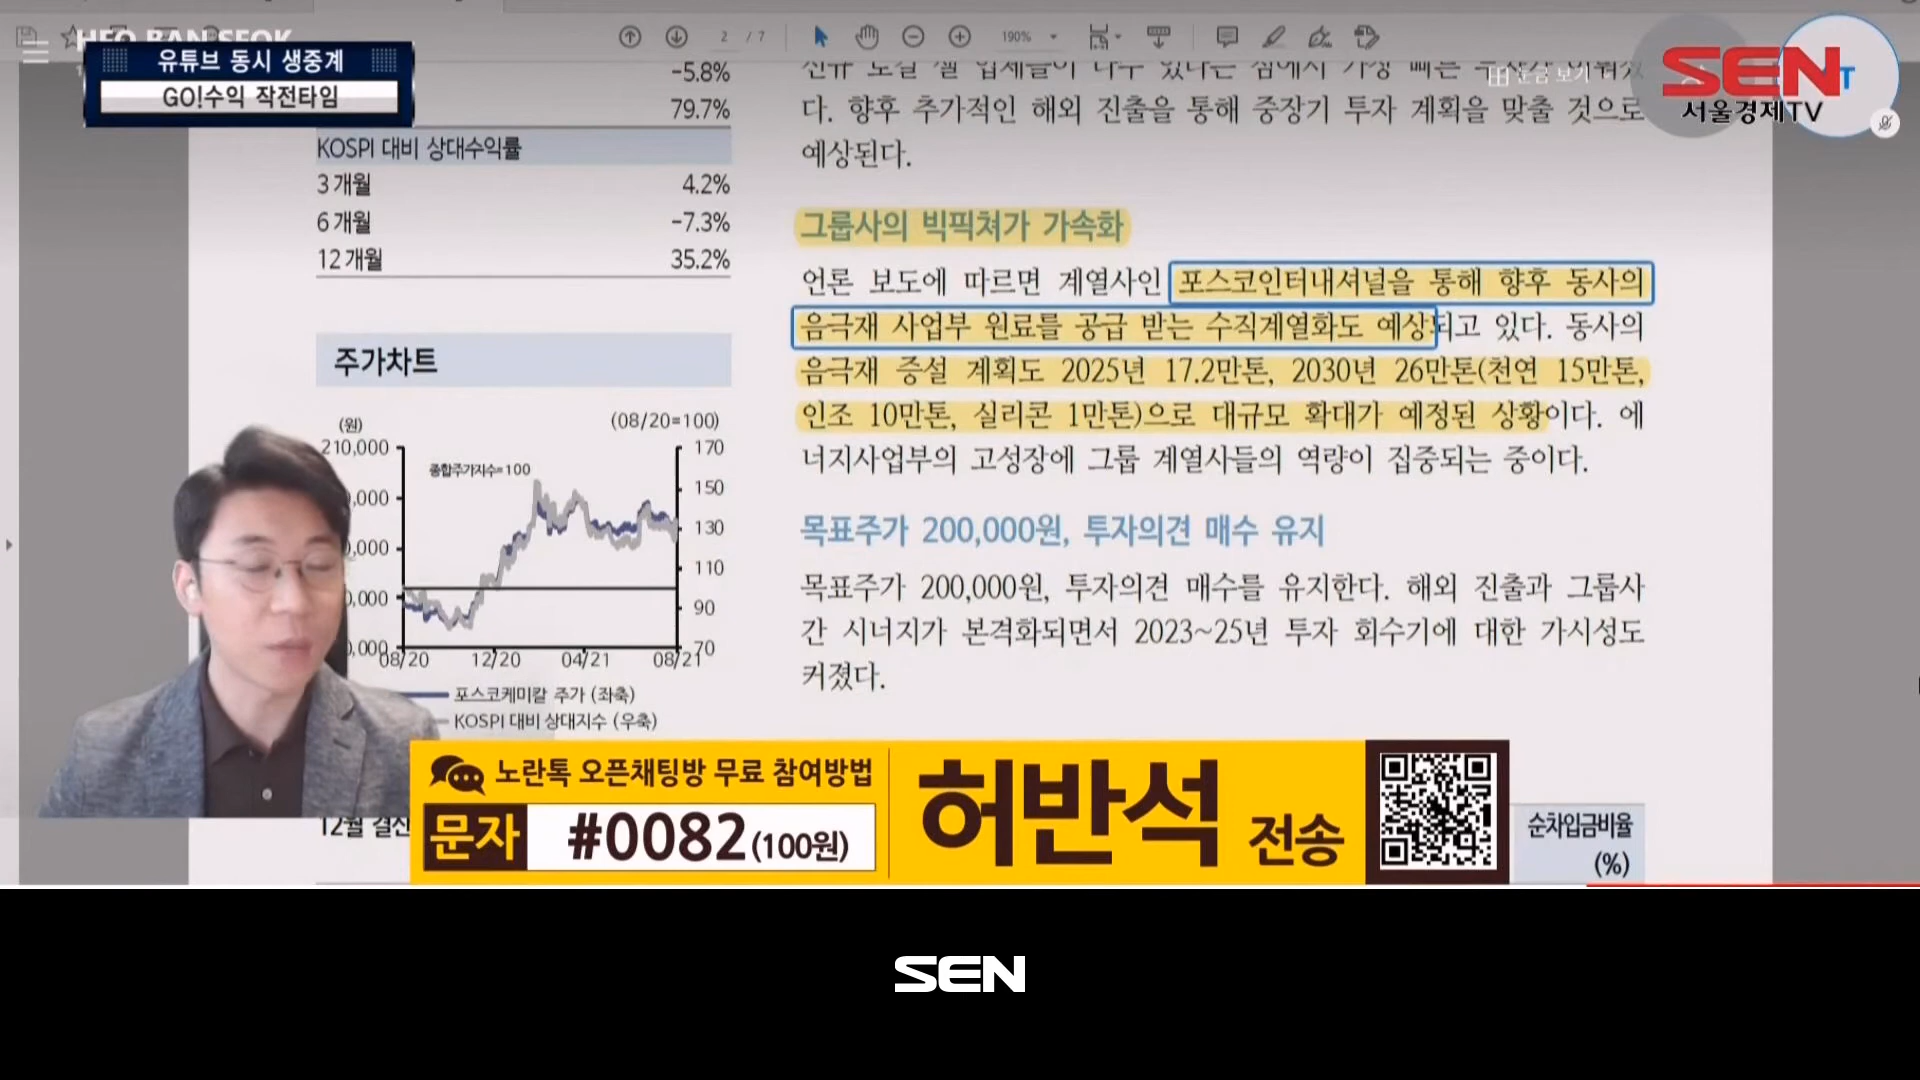 HEO BAN SEOK
유튜브 동시 생중계
GO!수익 작전타임
2 / 7
190%
SEN
서울경제TV
-5.8%
79.7%
KOSPI 대비 상대수익률
3개월 4.2%
6개월 -7.3%
12개월 35.2%
주가차트
(원) (08/20=100)
종합주가지수=100
210,000
170
150
130
110
90
70
08/20 12/20 04/21 08/21
포스코케미칼 주가 (좌축)
KOSPI 대비 상대지수 (우축)
12월 결산
다. 향후 추가적인 해외 진출을 통해 중장기 투자 계획을 맞출 것으로
예상된다.
그룹사의 빅픽쳐가 가속화
언론 보도에 따르면 계열사인 포스코인터내셔널을 통해 향후 동사의
음극재 사업부 원료를 공급 받는 수직계열화도 예상되고 있다. 동사의
음극재 증설 계획도 2025년 17.2만톤, 2030년 26만톤(천연 15만톤,
인조 10만톤, 실리콘 1만톤)으로 대규모 확대가 예정된 상황이다. 에
너지사업부의 고성장에 그룹 계열사들의 역량이 집중되는 중이다.
목표주가 200,000원, 투자의견 매수 유지
목표주가 200,000원, 투자의견 매수를 유지한다. 해외 진출과 그룹사
간 시너지가 본격화되면서 2023~25년 투자 회수기에 대한 가시성도
커졌다.
노란톡 오픈채팅방 무료 참여방법
문자 #0082(100원)
허반석 전송
순차입금비율
(%)
SEN